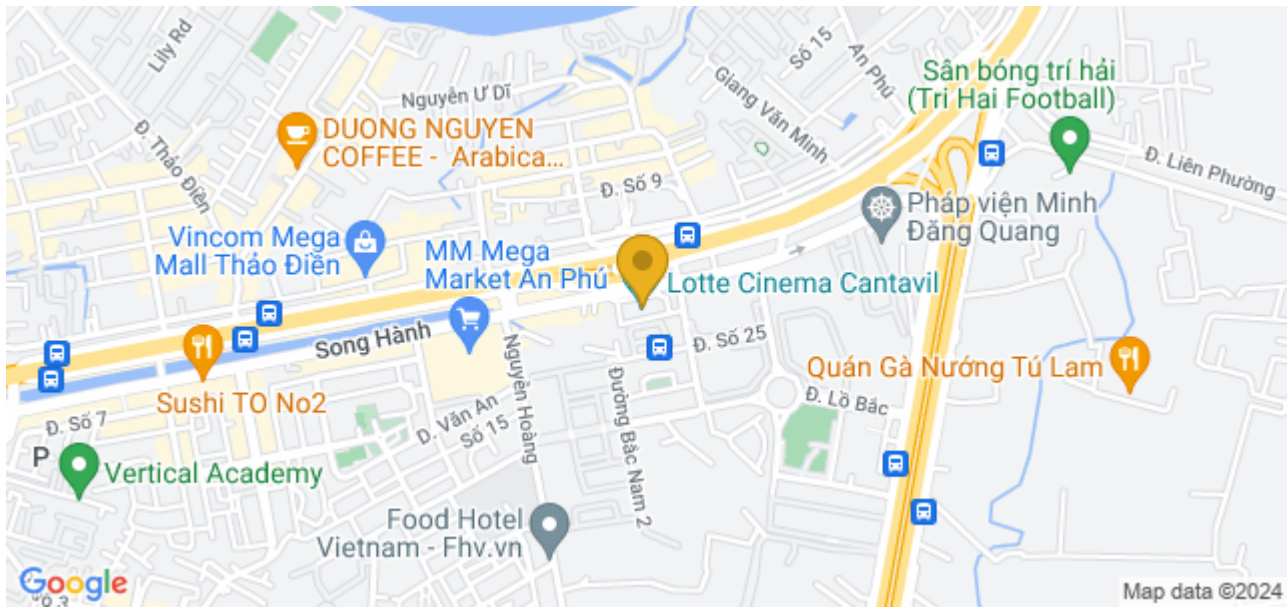 Lily Rd
Số 15
An Phú
Giang Văn Minh
Sân bóng trí hải
(Tri Hai Football)
Nguyễn Ư Dĩ
DUONG NGUYEN
COFFEE - Arabica...
Đ. Thảo Điền
Đ. Liên Phường
Đ. Số 9
Pháp viện Minh
Đăng Quang
Vincom Mega
Mall Thảo Điền
MM Mega
Market An Phú
Lotte Cinema Cantavil
Song Hành
Đ. Số 25
Nguyễn Hoàng
Quán Gà Nướng Tú Lam
Sushi TO No2
Đường Bắc Nam 2
Đ. Lồ Bắc
Đ. Số 7
D. Văn An
Số 15
P
Vertical Academy
Food Hotel
Vietnam - Fhv.vn
Google
Số 3
Map data ©2024